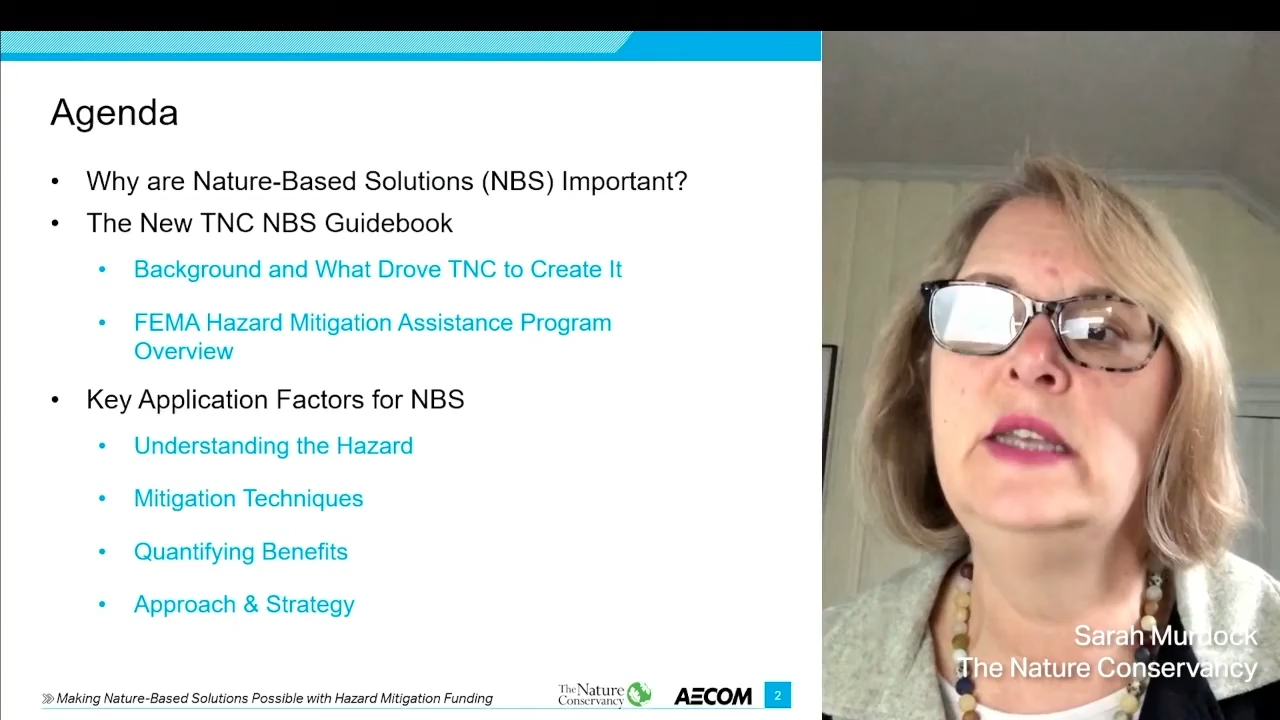 Agenda
• Why are Nature-Based Solutions (NBS) Important?
• The New TNC NBS Guidebook
• Background and What Drove TNC to Create It
• FEMA Hazard Mitigation Assistance Program
Overview
• Key Application Factors for NBS
• Understanding the Hazard
• Mitigation Techniques
• Quantifying Benefits
• Approach & Strategy
Sarah Murdock
The Nature Conservancy
Making Nature-Based Solutions Possible with Hazard Mitigation Funding
The Nature
Conservancy
AECOM
2